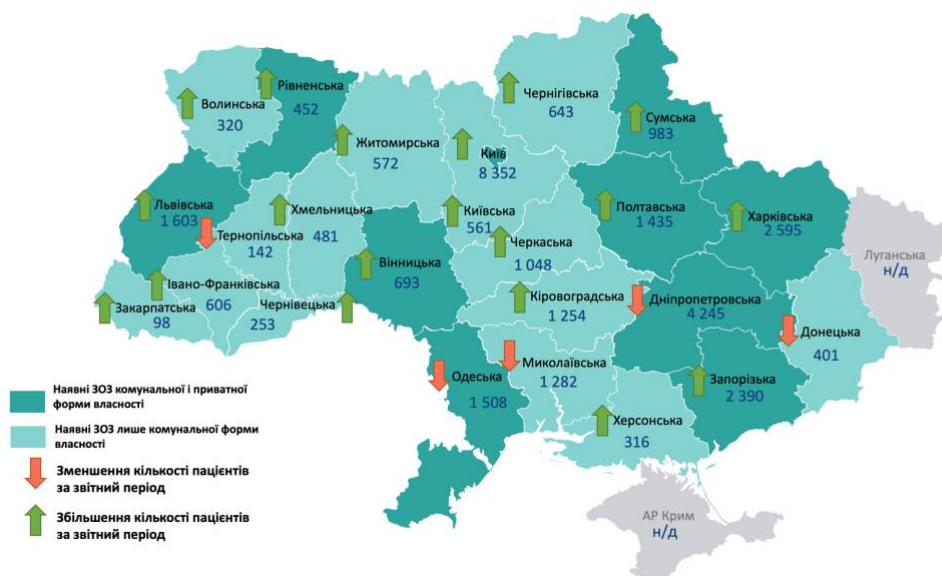 Чернігівська
643
Рівненська
452
Волинська
320
Сумська
983
Житомирська
572
Київ
8 352
Львівська
1 603
Хмельницька
481
Київська
561
Полтавська
1 435
Харківська
2 595
Тернопільська
142
Черкаська
1 048
Луганська
н/д
Вінницька
693
Івано-Франківська
606
Закарпатська
98
Чернівецька
253
Кіровоградська
1 254
Дніпропетровська
4 245
Донецька
401
Одеська
1 508
Миколаївська
1 282
Запорізька
2 390
Херсонська
316
АР Крим
н/д
Наявні ЗОЗ комунальної і приватної
форми власності
Наявні ЗОЗ лише комунальної форми
власності
Зменшення кількості пацієнтів
за звітний період
Збільшення кількості пацієнтів
за звітний період